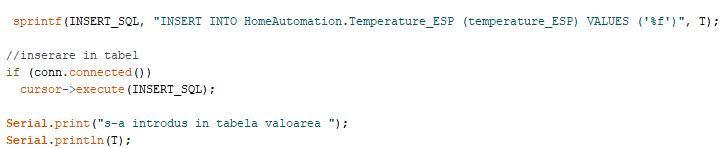 sprintf(INSERT_SQL, "INSERT INTO HomeAutomation.Temperature_ESP (temperature_ESP) VALUES ('%f')", T);
//inserare in tabel
if (conn.connected())
cursor->execute(INSERT_SQL);
Serial.print("s-a introdus in tabela valoarea ");
Serial.println(T);